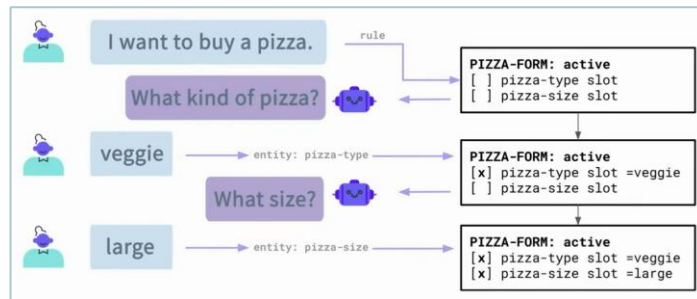 I want to buy a pizza.
rule
PIZZA-FORM: active
[ ] pizza-type slot
[ ] pizza-size slot
What kind of pizza?
veggie
entity: pizza-type
PIZZA-FORM: active
[x] pizza-type slot =veggie
[ ] pizza-size slot
What size?
large
entity: pizza-size
PIZZA-FORM: active
[x] pizza-type slot =veggie
[x] pizza-size slot =large